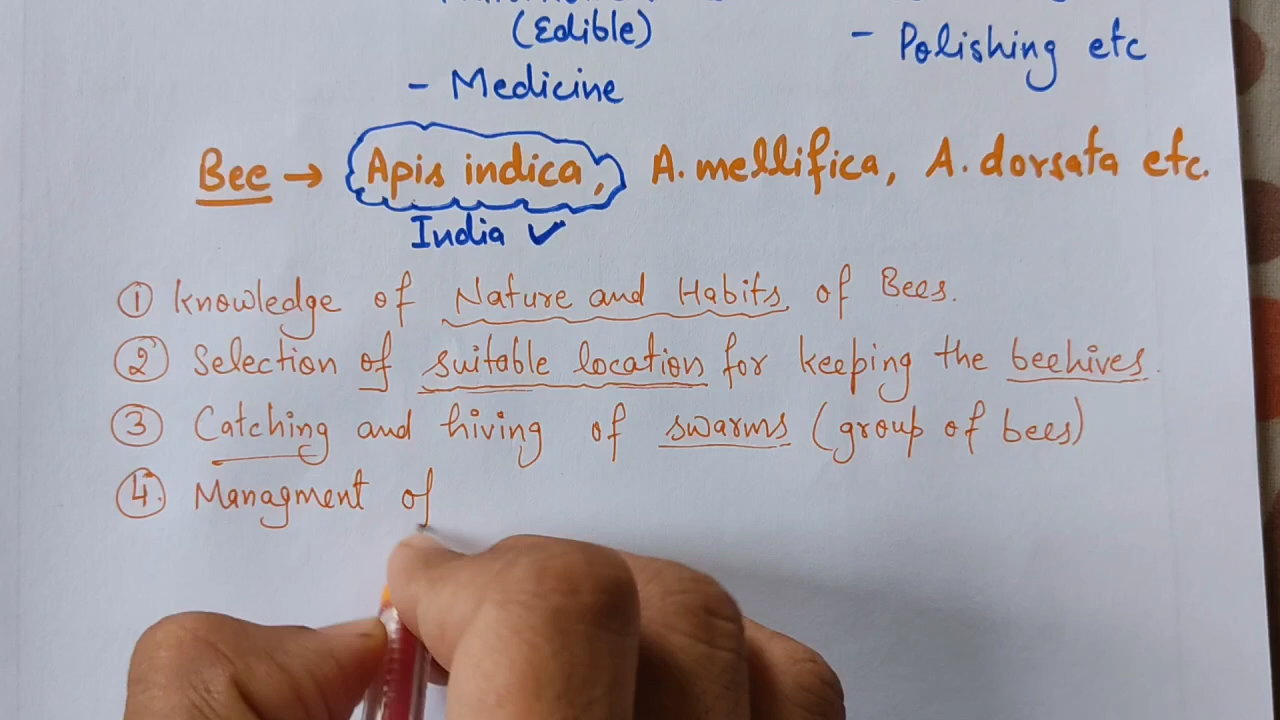 (Edible)
- Polishing etc
- Medicine
Bee → Apis indica, A. mellifica, A. dorsata etc.
India ✓
① Knowledge of Nature and Habits of Bees.
② Selection of suitable location for keeping the beehives.
③ Catching and hiving of swarms (group of bees)
④. Managment of